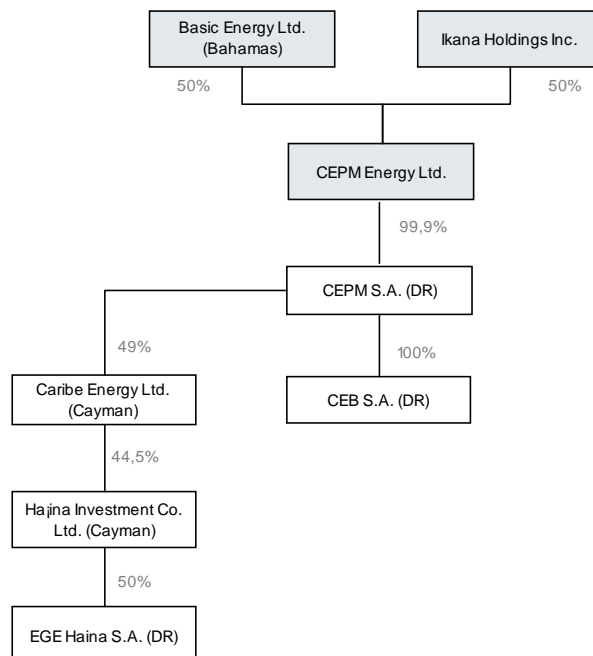 Basic Energy Ltd.
(Bahamas)
Ikana Holdings Inc.
50%
50%
CEPM Energy Ltd.
99,9%
CEPM S.A. (DR)
49%
100%
Caribe Energy Ltd.
(Cayman)
CEB S.A. (DR)
44,5%
Hajina Investment Co.
Ltd. (Cayman)
50%
EGE Haina S.A. (DR)